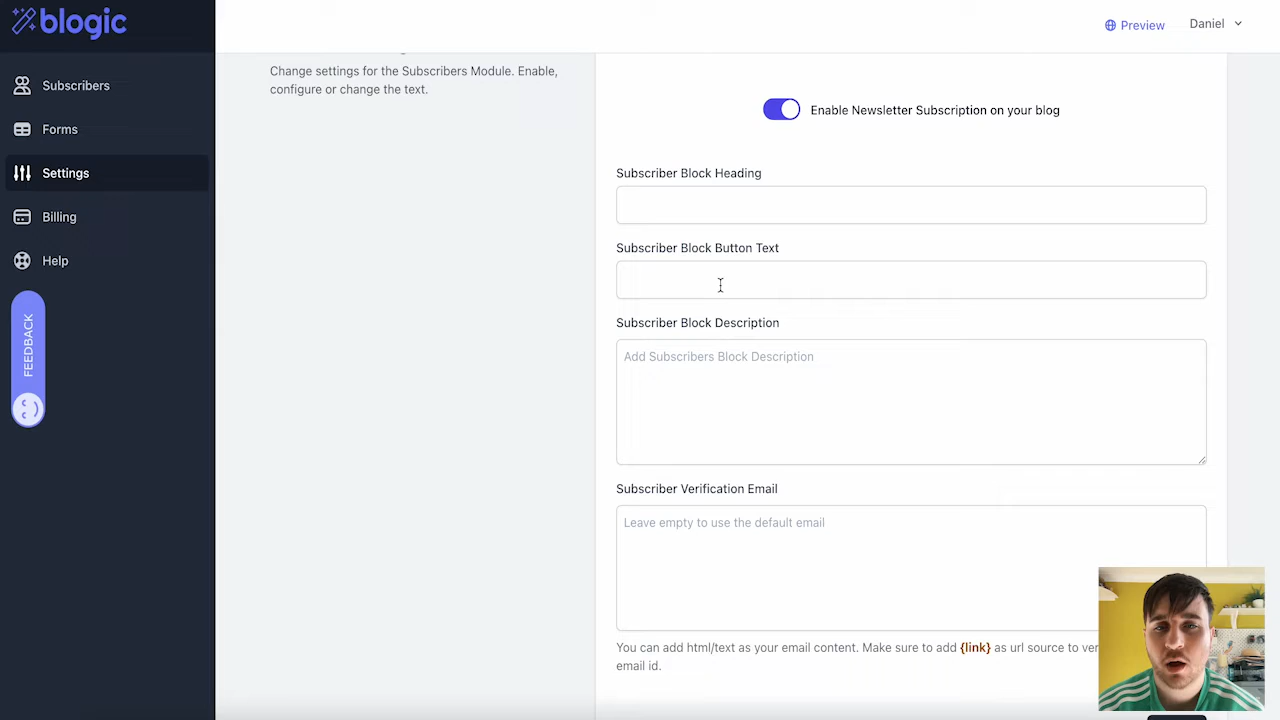 blogic
Preview
Daniel
Subscribers
Forms
Settings
Billing
Help
FEEDBACK
Change settings for the Subscribers Module. Enable,
configure or change the text.
Enable Newsletter Subscription on your blog
Subscriber Block Heading
Subscriber Block Button Text
Subscriber Block Description
Add Subscribers Block Description
Subscriber Verification Email
Leave empty to use the default email
You can add html/text as your email content. Make sure to add {link} as url source to
email id.